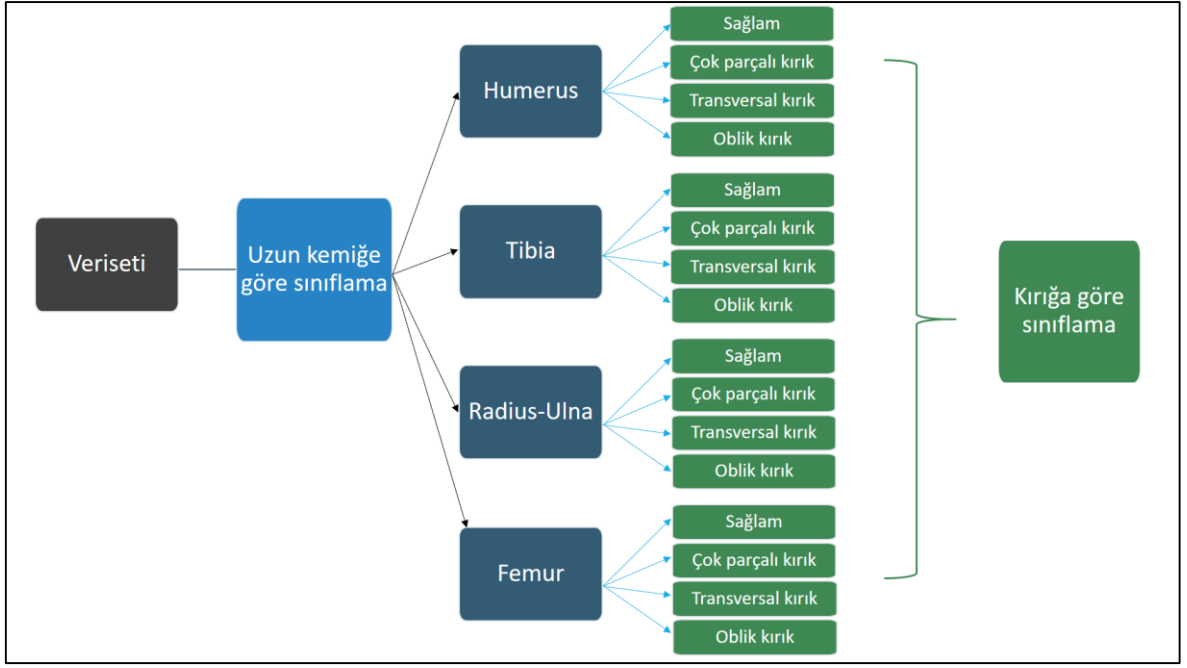 Veriseti
Uzun kemiğe
göre sınıflama
Humerus
Sağlam
Çok parçalı kırık
Transversal kırık
Oblik kırık
Tibia
Sağlam
Çok parçalı kırık
Transversal kırık
Oblik kırık
Radius-Ulna
Sağlam
Çok parçalı kırık
Transversal kırık
Oblik kırık
Femur
Sağlam
Çok parçalı kırık
Transversal kırık
Oblik kırık
Kırığa göre
sınıflama